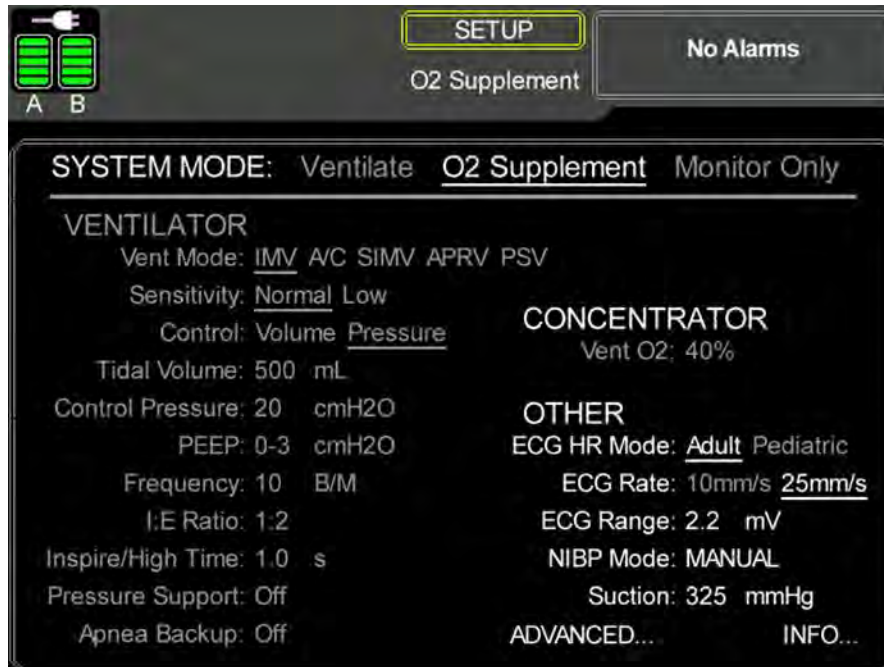 SETUP
No Alarms
O2 Supplement
A B
SYSTEM MODE: Ventilate O2 Supplement Monitor Only
VENTILATOR
Vent Mode: IMV A/C SIMV APRV PSV
Sensitivity: Normal Low
Control: Volume Pressure
Tidal Volume: 500 mL
Control Pressure: 20 cmH2O
PEEP: 0-3 cmH2O
Frequency: 10 B/M
I:E Ratio: 1:2
Inspire/High Time: 1.0 s
Pressure Support: Off
Apnea Backup: Off
CONCENTRATOR
Vent O2: 40%
OTHER
ECG HR Mode: Adult Pediatric
ECG Rate: 10mm/s 25mm/s
ECG Range: 2.2 mV
NIBP Mode: MANUAL
Suction: 325 mmHg
ADVANCED... INFO...